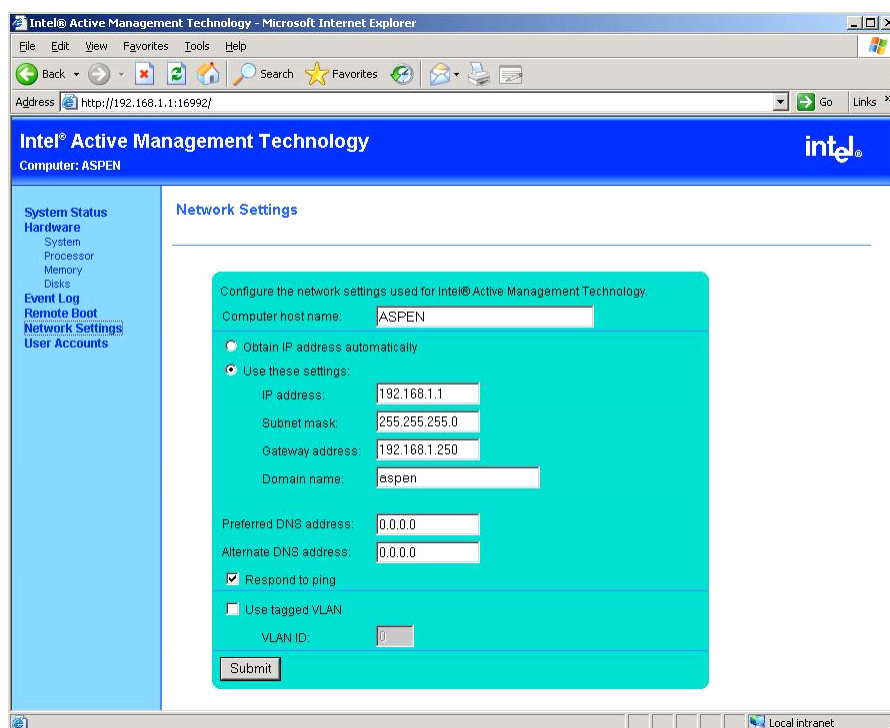 Intel® Active Management Technology - Microsoft Internet Explorer
File Edit View Favorites Tools Help
Back Search Favorites
Address http://192.168.1.1:16992/ Go Links »
Intel® Active Management Technology
Computer: ASPEN
intel®
System Status
Hardware
System
Processor
Memory
Disks
Event Log
Remote Boot
Network Settings
User Accounts
Network Settings
Configure the network settings used for Intel® Active Management Technology.
Computer host name: ASPEN
Obtain IP address automatically
Use these settings:
IP address: 192.168.1.1
Subnet mask: 255.255.255.0
Gateway address: 192.168.1.250
Domain name: aspen
Preferred DNS address: 0.0.0.0
Alternate DNS address: 0.0.0.0
Respond to ping
Use tagged VLAN
VLAN ID: 0
Submit
Local intranet